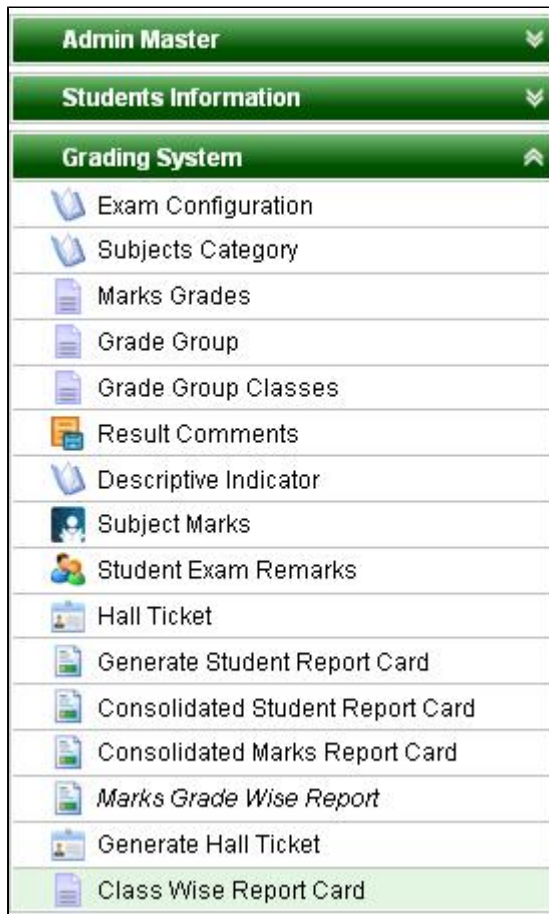 Admin Master
Students Information
Grading System
Exam Configuration
Subjects Category
Marks Grades
Grade Group
Grade Group Classes
Result Comments
Descriptive Indicator
Subject Marks
Student Exam Remarks
Hall Ticket
Generate Student Report Card
Consolidated Student Report Card
Consolidated Marks Report Card
Marks Grade Wise Report
Generate Hall Ticket
Class Wise Report Card